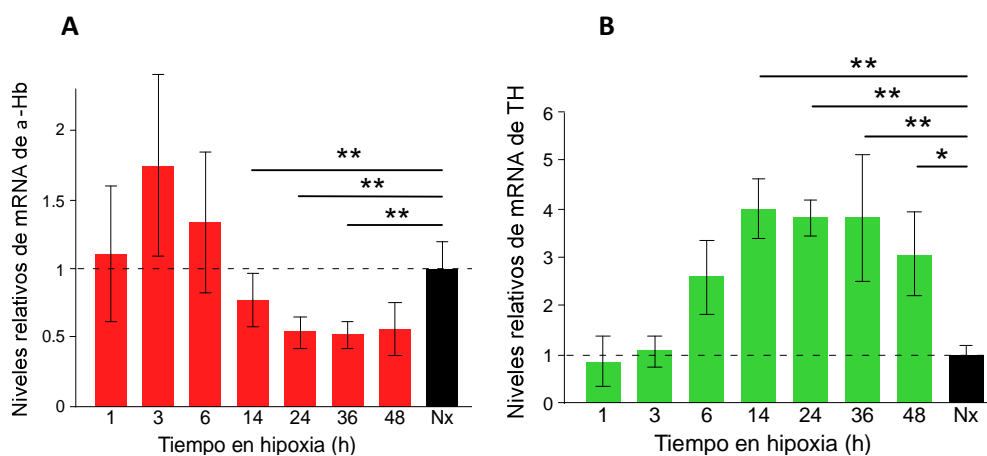 A
Niveles relativos de mRNA de a-Hb
2
1.5
1
0.5
0
**
**
**
1 3 6 14 24 36 48 Nx
Tiempo en hipoxia (h)
B
Niveles relativos de mRNA de TH
6
5
4
3
2
1
0
**
**
**
*
1 3 6 14 24 36 48 Nx
Tiempo en hipoxia (h)